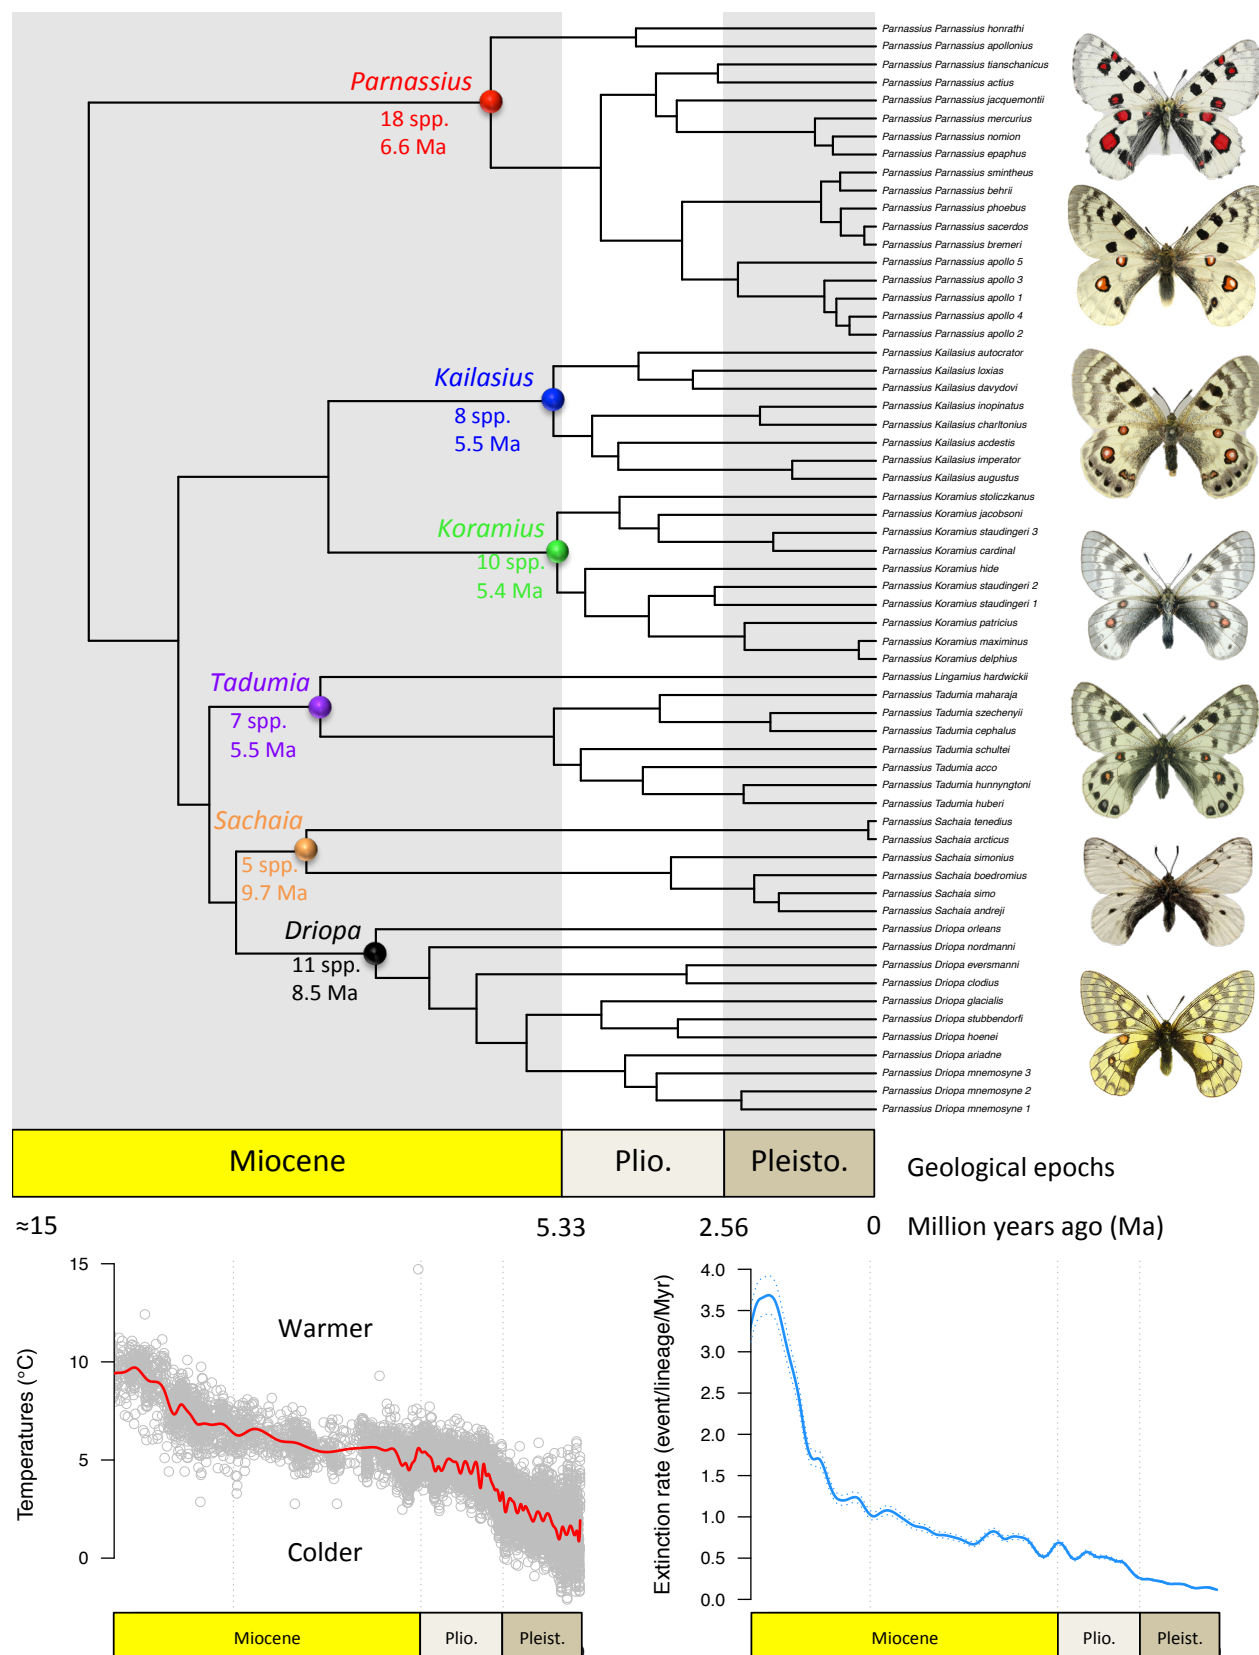 Parnassius Parnassius honrathi
Parnassius Parnassius apollonius
Parnassius Parnassius tianschanicus
Parnassius
Parnassius Parnassius actius
Parnassius Parnassius jacquemontii
18 spp.
Parnassius Parnassius mercurius
6.6 Ma
Parnassius Parnassius nomion
Parnassius Parnassius epaphus
Parnassius Parnassius smintheus
Parnassius Parnassius behrii
Parnassius Parnassius phoebus
Parnassius Parnassius sacerdos
Parnassius Parnassius bremeri
Parnassius Parnassius apollo 5
Parnassius Parnassius apollo 3
Parnassius Parnassius apollo 1
Parnassius Parnassius apollo 4
Parnassius Parnassius apollo 2
Parnassius Kailasius autocrator
Kailasius
Parnassius Kailasius loxias
Parnassius Kailasius davydovi
8 spp.
Parnassius Kailasius inopinatus
Parnassius Kailasius charltonius
5.5 Ma
Parnassius Kailasius acdestis
Parnassius Kailasius imperator
Parnassius Kailasius augustus
Parnassius Koramius stoliczkanus
Parnassius Koramius jacobsoni
Koramius
Parnassius Koramius staudingeri 3
Parnassius Koramius cardinal
10 spp.
Parnassius Koramius hide
5.4 Ma
Parnassius Koramius staudingeri 2
Parnassius Koramius staudingeri 1
Parnassius Koramius patricius
Parnassius Koramius maximinus
Parnassius Koramius delphius
Parnassius Lingamius hardwickii
Tadumia
Parnassius Tadumia maharaja
Parnassius Tadumia szechenyii
7 spp.
Parnassius Tadumia cephalus
5.5 Ma
Parnassius Tadumia schultei
Parnassius Tadumia acco
Parnassius Tadumia hunnyngtoni
Parnassius Tadumia huberi
Sachaia
Parnassius Sachaia tenedius
Parnassius Sachaia arcticus
5 spp.
Parnassius Sachaia simonius
Parnassius Sachaia boedromius
9.7 Ma
Parnassius Sachaia simo
Parnassius Sachaia andreji
Driopa
Parnassius Driopa orleans
Parnassius Driopa nordmanni
11 spp.
Parnassius Driopa eversmanni
Parnassius Driopa clodius
8.5 Ma
Parnassius Driopa glacialis
Parnassius Driopa stubbendorfi
Parnassius Driopa hoenei
Parnassius Driopa ariadne
Parnassius Driopa mnemosyne 3
Parnassius Driopa mnemosyne 2
Parnassius Driopa mnemosyne 1
Miocene Plio. Pleisto. Geological epochs
≈15 5.33 2.56 0 Million years ago (Ma)
Temperatures (°C)
15
10
5
0
Warmer
Colder
Miocene Plio. Pleist.
Extinction rate (event/lineage/Myr)
4.0
3.5
3.0
2.5
2.0
1.5
1.0
0.5
0.0
Miocene Plio. Pleist.